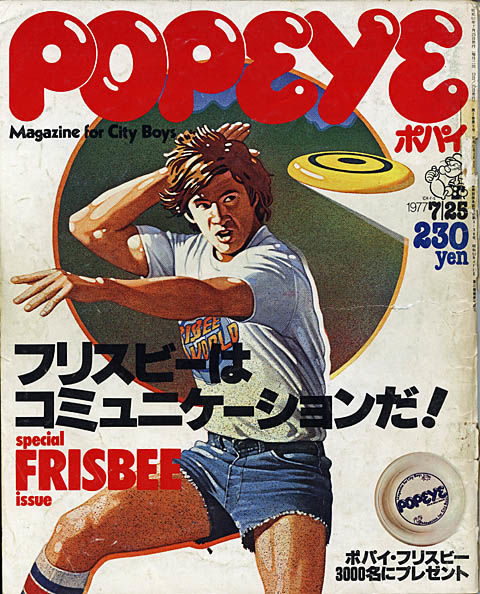 POPEYE
Magazine for City Boys
ポパイ
1977 7/25
230
yen
FRISBEE
WORLD
フリスビーは
コミュニケーションだ!
special
FRISBEE
issue
POPEYE
ポパイ・フリスビー
3000名にプレゼント